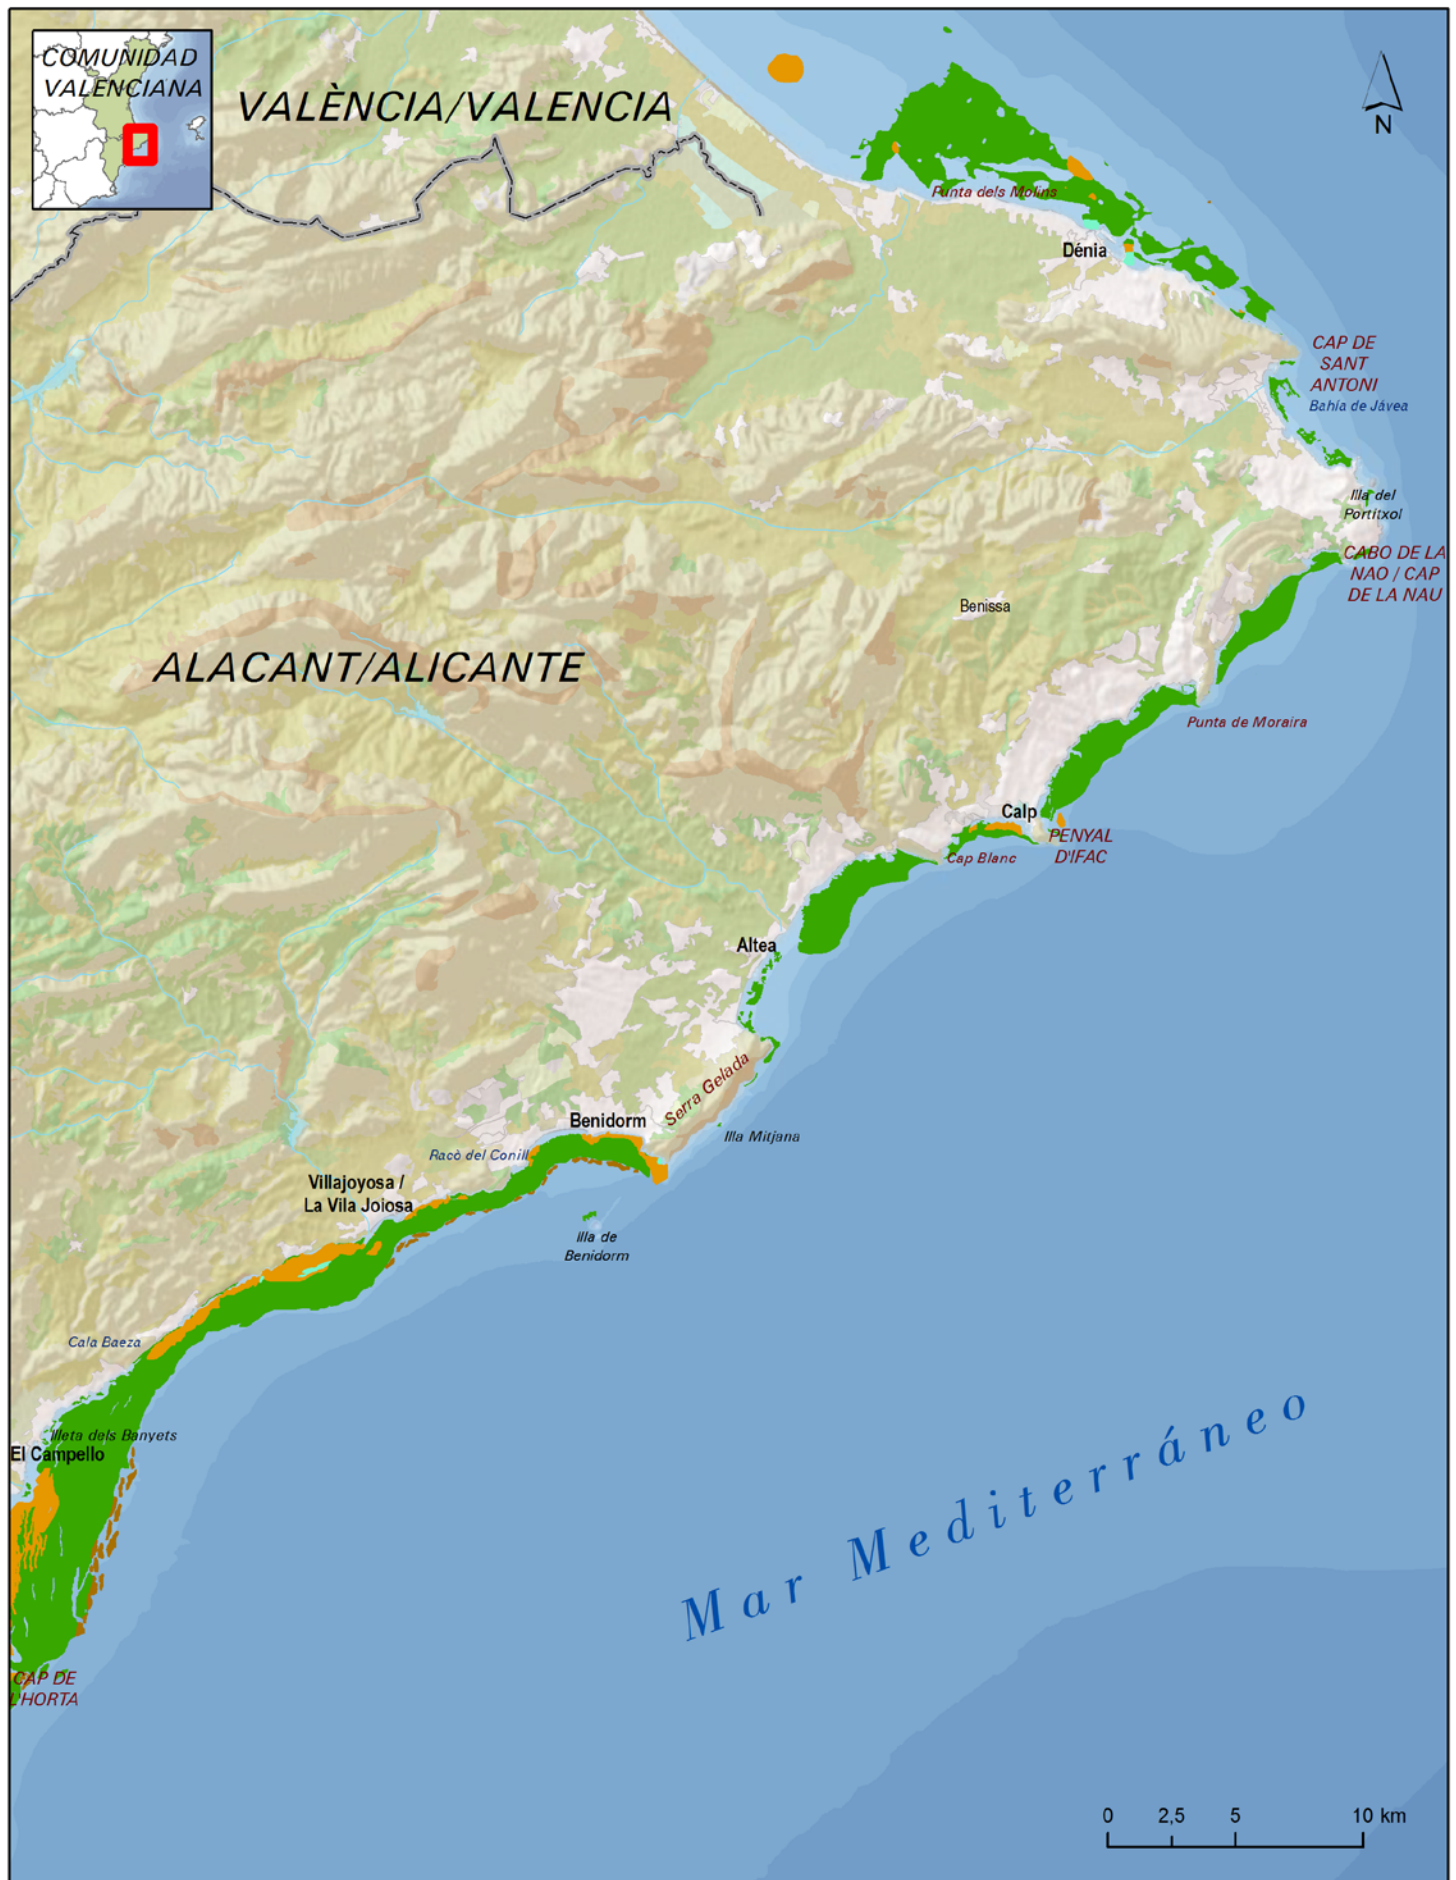 COMUNIDAD
VALENCIANA
VALÈNCIA/VALENCIA
N
Punta dels Molins
Dénia
CAP DE
SANT
ANTONI
Bahía de Jávea
Illa del
Portitxol
CABO DE LA
NAO / CAP
DE LA NAU
Benissa
ALACANT/ALICANTE
Punta de Moraira
Calp
PENYAL
D'IFAC
Cap Blanc
Altea
Serra Gelada
Benidorm
Illa Mitjana
Racò del Conill
Villajoyosa /
La Vila Joiosa
Illa de
Benidorm
Cala Baeza
Illeta dels Banyets
El Campello
Mar Mediterráneo
CAP DE
L'HORTA
0 2,5 5 10 km